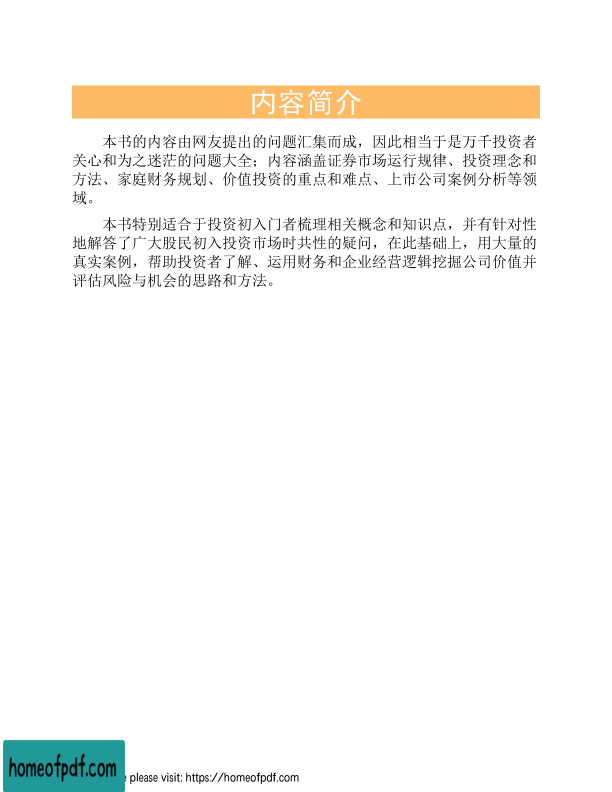 内容简介
本书的内容由网友提出的问题汇集而成，因此相当于是万千投资者
关心和为之迷茫的问题大全；内容涵盖证券市场运行规律、投资理念和
方法、家庭财务规划、价值投资的重点和难点、上市公司案例分析等领
域。
本书特别适合于投资初入门者梳理相关概念和知识点，并有针对性
地解答了广大股民初入投资市场时共性的疑问，在此基础上，用大量的
真实案例，帮助投资者了解、运用财务和企业经营逻辑挖掘公司价值并
评估风险与机会的思路和方法。
homeofpdf.com
please visit: https://homeofpdf.com